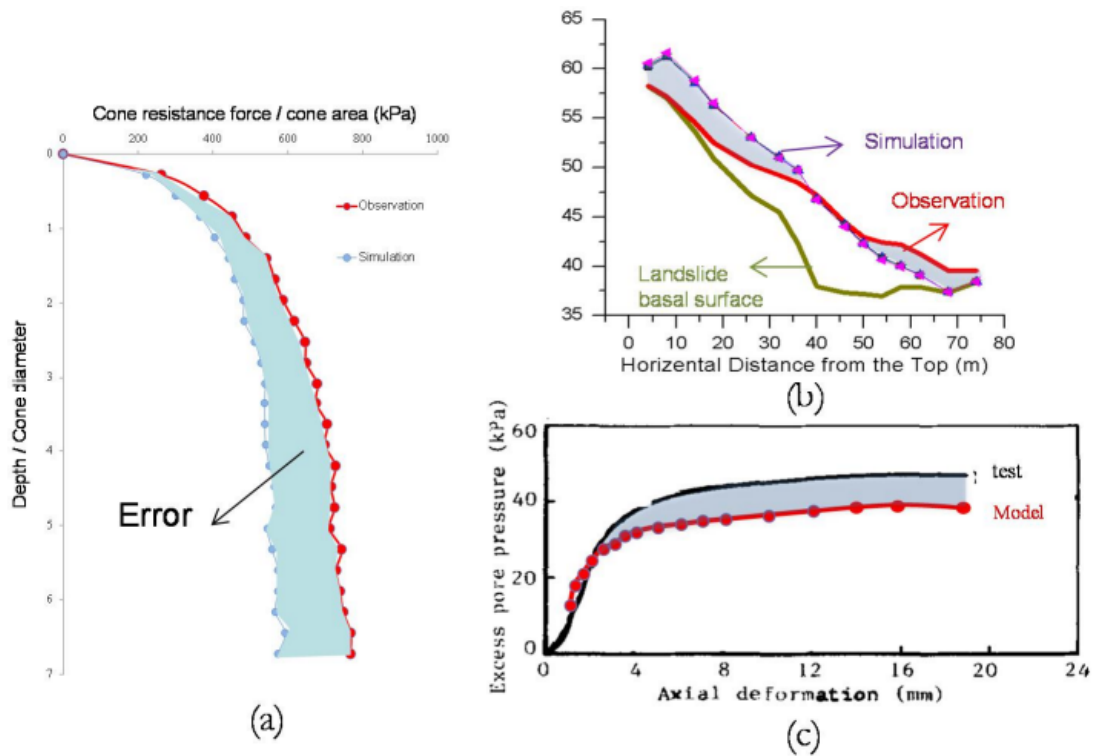 Cone resistance force / cone area (kPa)
0 200 400 600 800 1000
0
1
2
3
4
5
6
7
Depth / Cone diameter
Observation
Simulation
Error
(a)
65
60
55
50
45
40
35
Simulation
Observation
Landslide
basal surface
0 10 20 30 40 50 60 70 80
Horizental Distance from the Top (m)
(b)
60
40
20
0
Excess pore pressure (kPa)
test
Model
0 4 8 12 16 20 24
Axial deformation (mm)
(c)